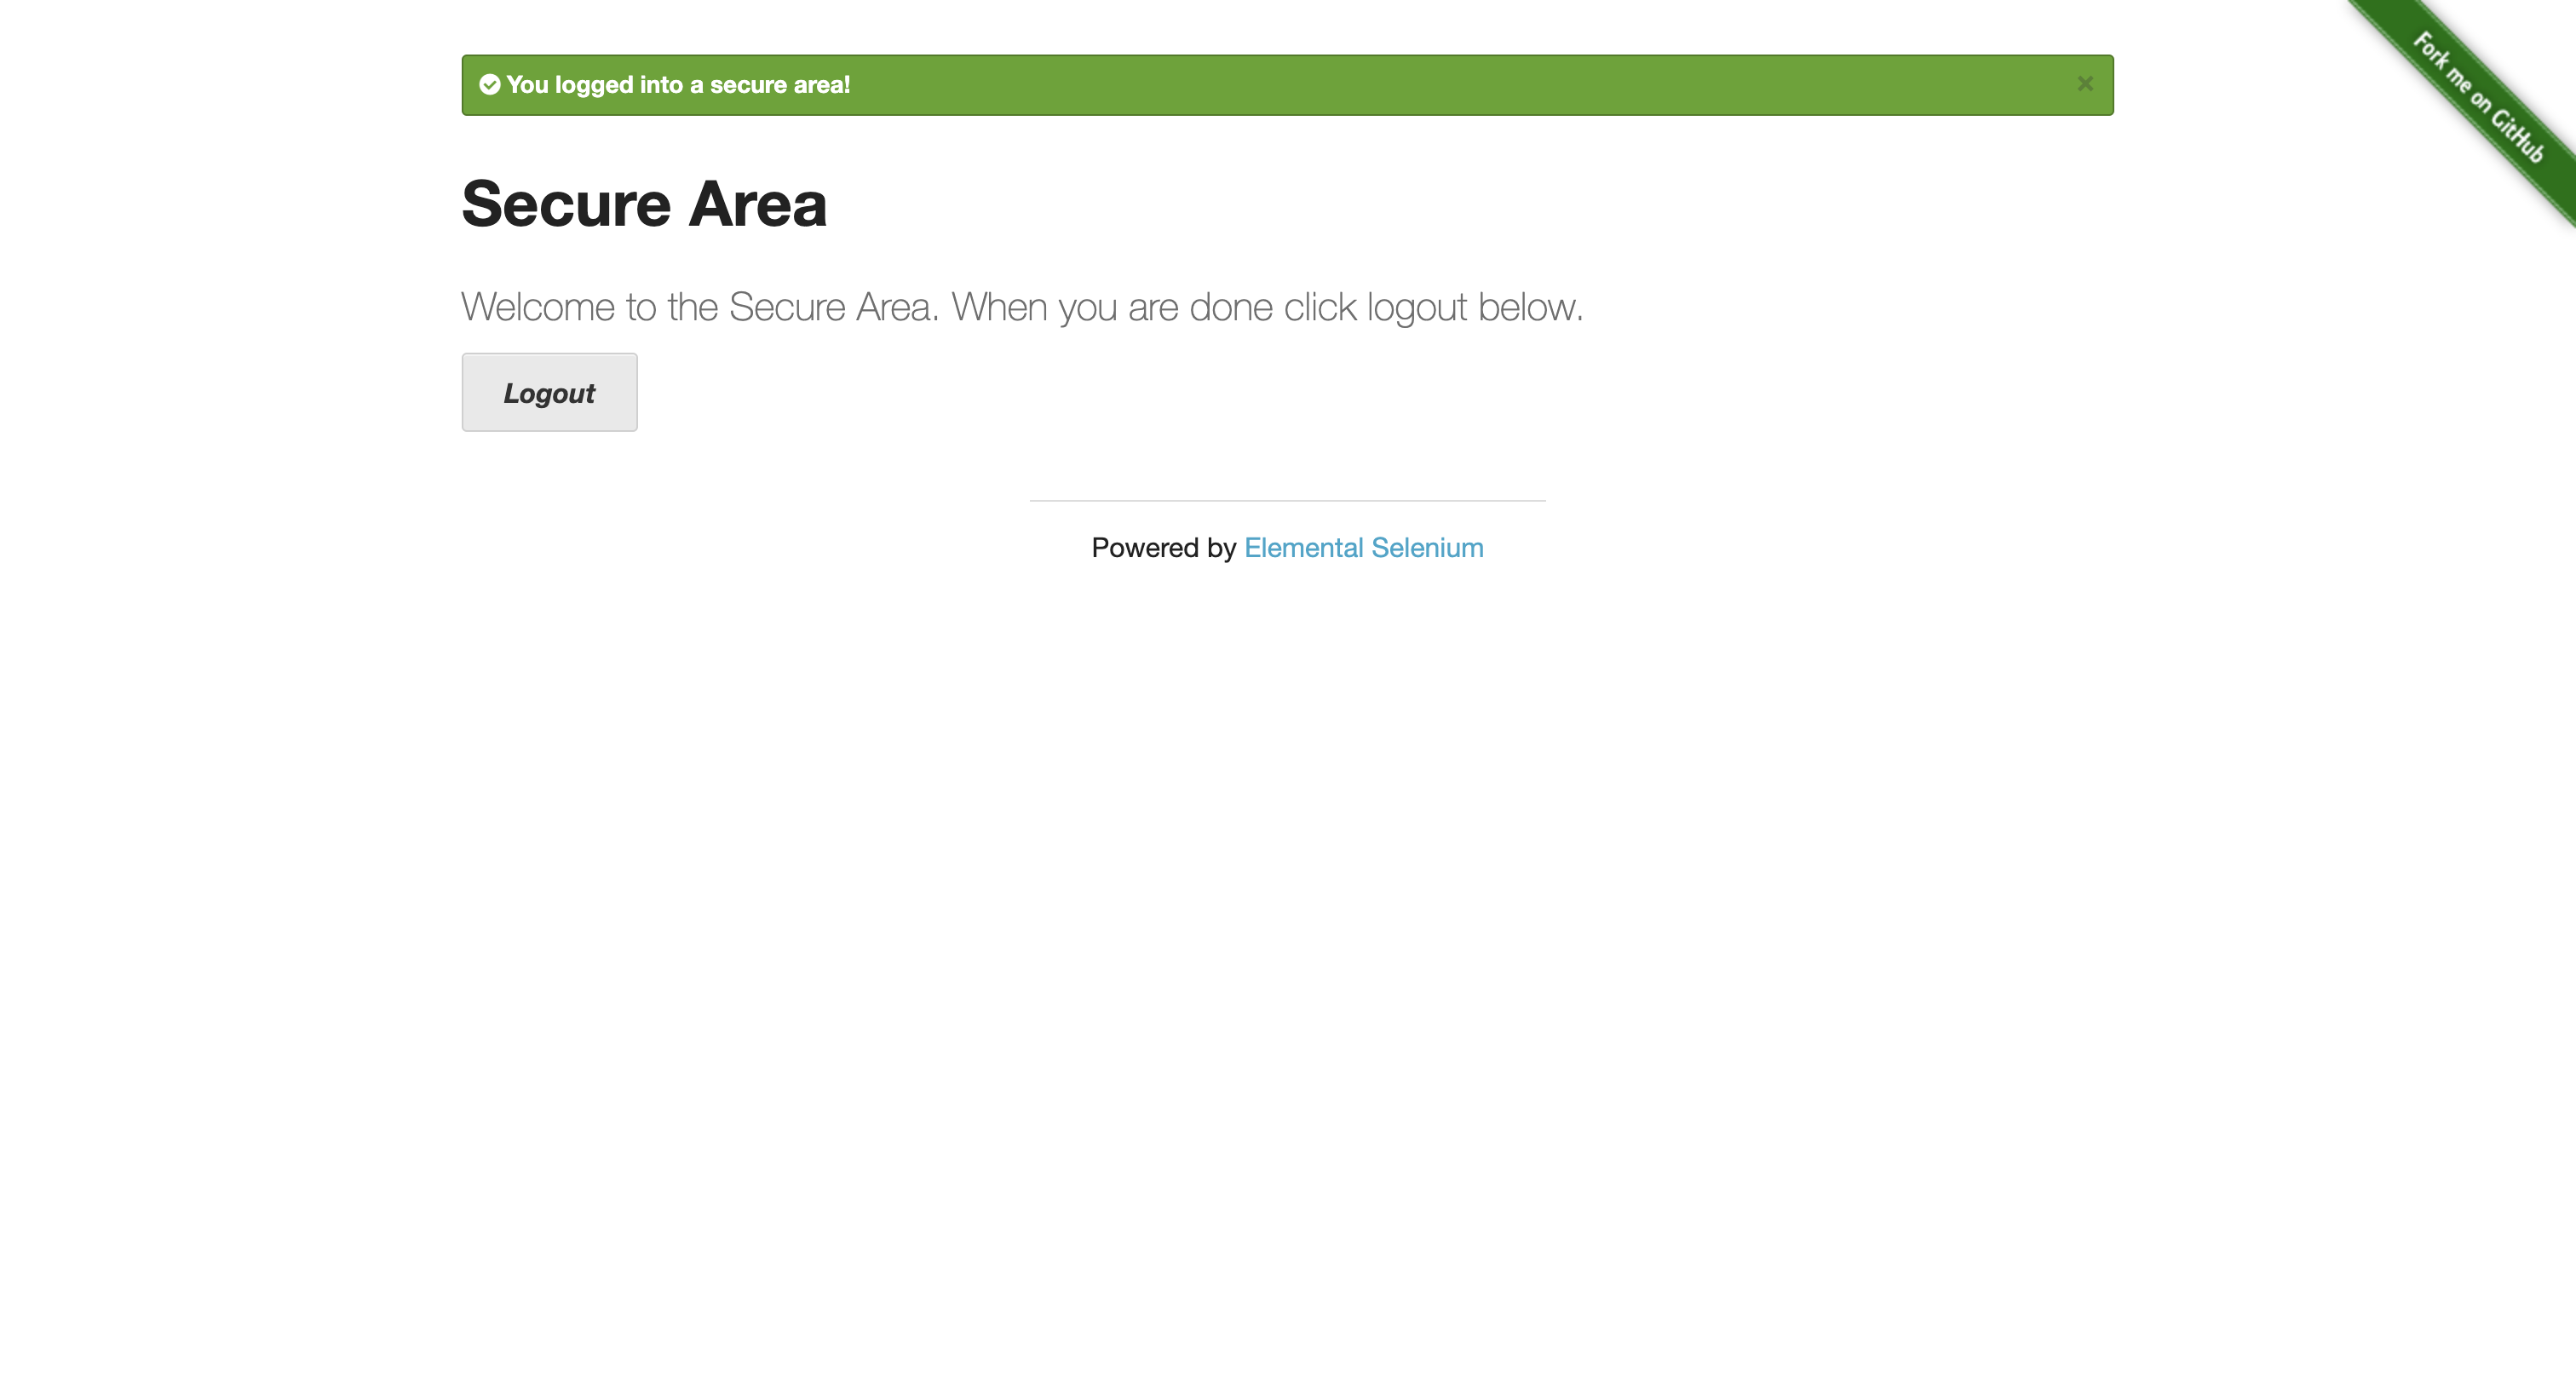 You logged into a secure area!
×
Fork me on GitHub
Secure Area
Welcome to the Secure Area. When you are done click logout below.
Logout
Powered by Elemental Selenium